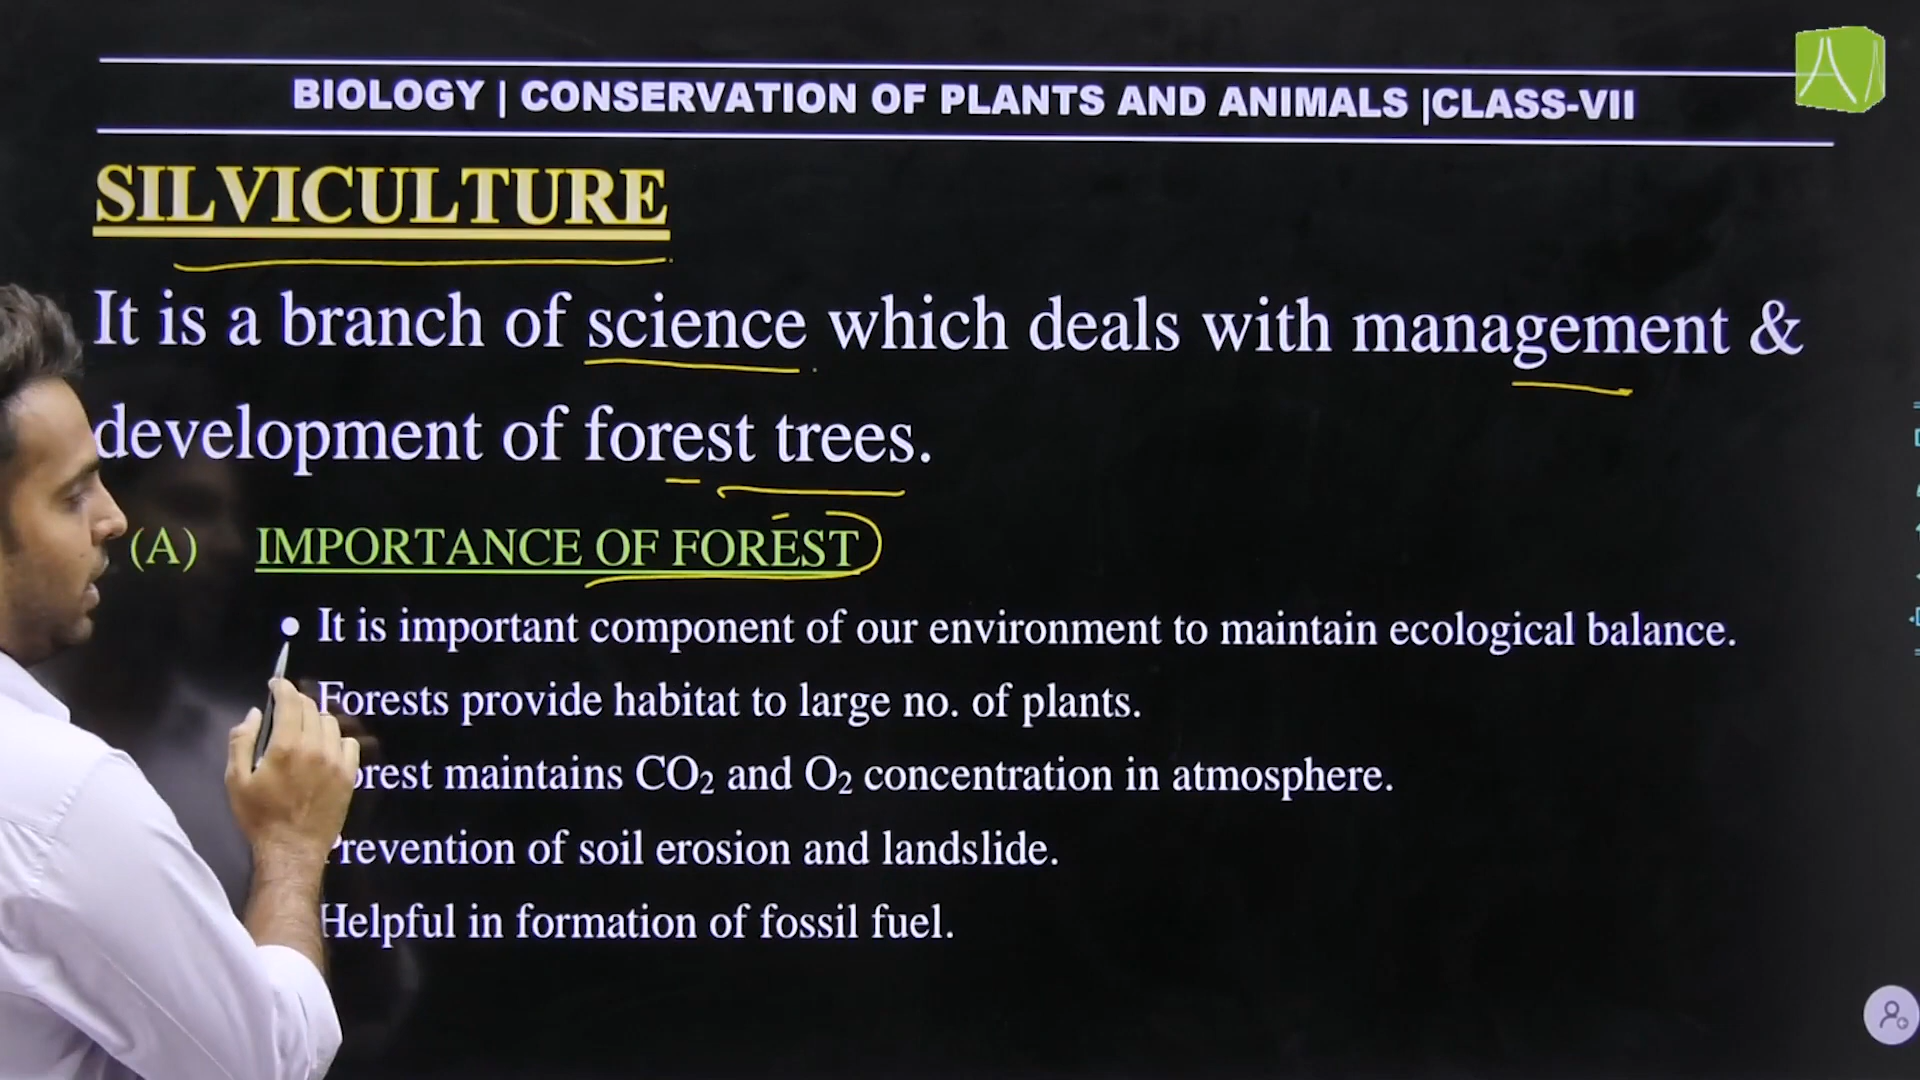 BIOLOGY | CONSERVATION OF PLANTS AND ANIMALS |CLASS-VII
SILVICULTURE
It is a branch of science which deals with management &
development of forest trees.
(A) IMPORTANCE OF FOREST
• It is important component of our environment to maintain ecological balance.
Forests provide habitat to large no. of plants.
Forest maintains CO₂ and O₂ concentration in atmosphere.
Prevention of soil erosion and landslide.
Helpful in formation of fossil fuel.